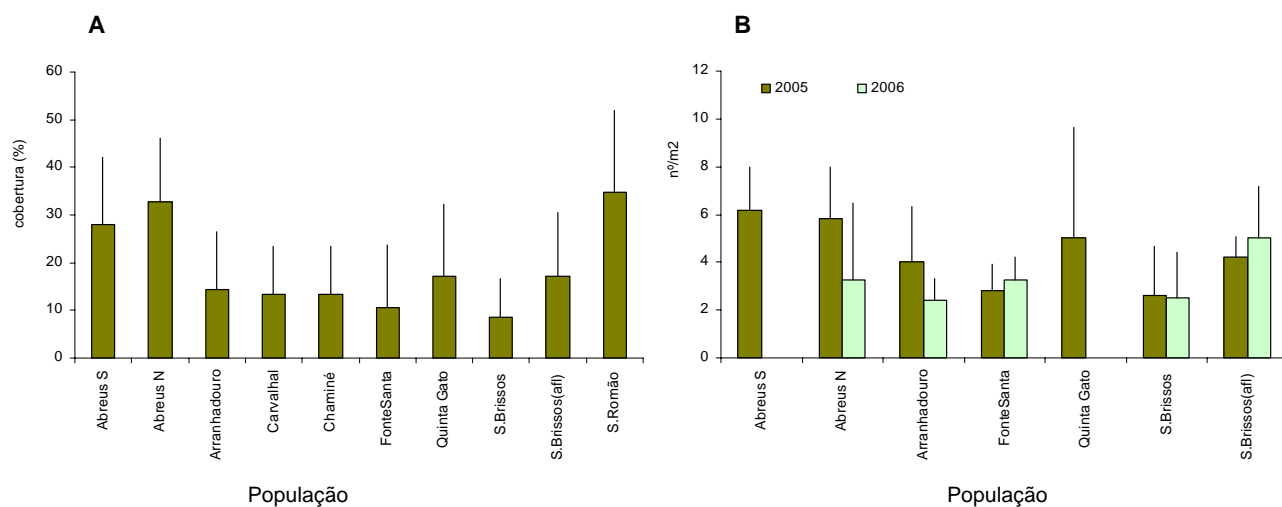 A
cobertura (%)
60
50
40
30
20
10
0
Abreus S
Abreus N
Arranhadouro
Carvalhal
Chaminé
FonteSanta
Quinta Gato
S.Brissos
S.Brissos(afl)
S.Romão
População
B
nº/m2
12
10
8
6
4
2
0
2005
2006
Abreus S
Abreus N
Arranhadouro
FonteSanta
Quinta Gato
S.Brissos
S.Brissos(afl)
População